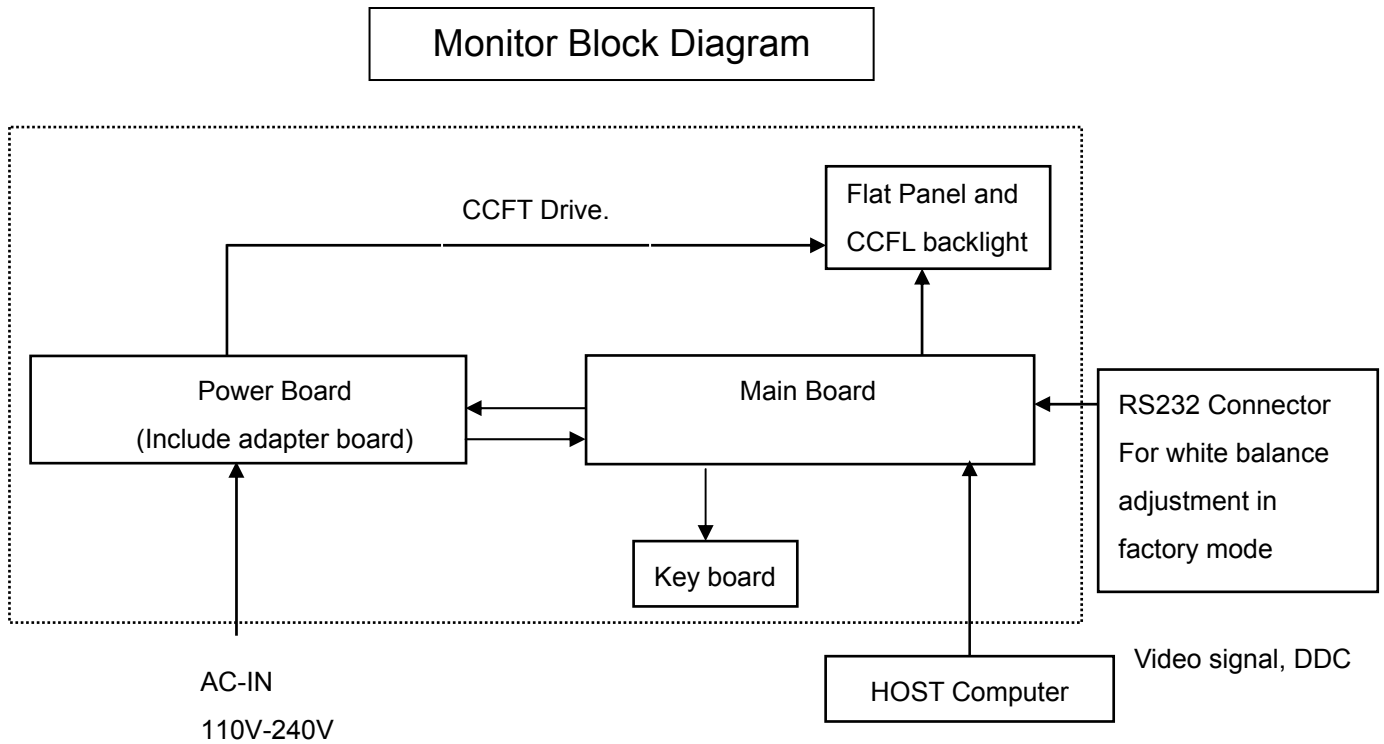 Monitor Block Diagram
CCFT Drive.
Flat Panel and
CCFL backlight
Power Board
(Include adapter board)
Main Board
RS232 Connector
For white balance
adjustment in
factory mode
Key board
AC-IN
110V-240V
HOST Computer
Video signal, DDC